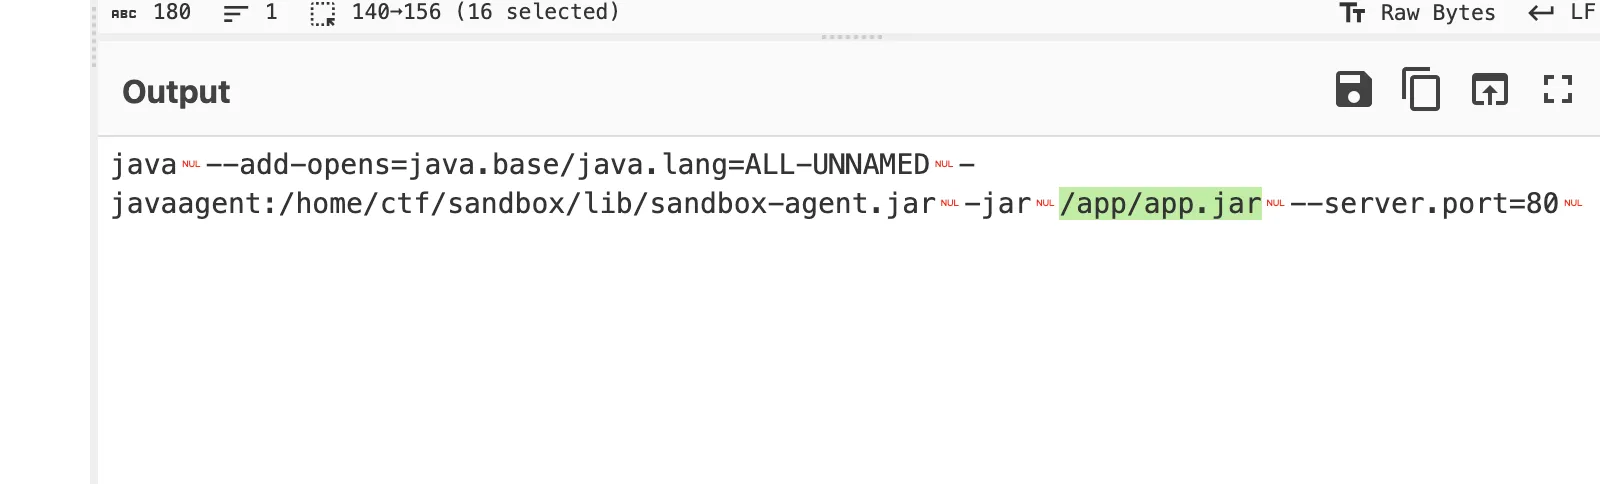 ABC 180 1 140→156 (16 selected) Tт Raw Bytes LF
Output
java NUL --add-opens=java.base/java.lang=ALL-UNNAMED NUL -
javaagent:/home/ctf/sandbox/lib/sandbox-agent.jar NUL -jar NUL /app/app.jar NUL --server.port=80 NUL